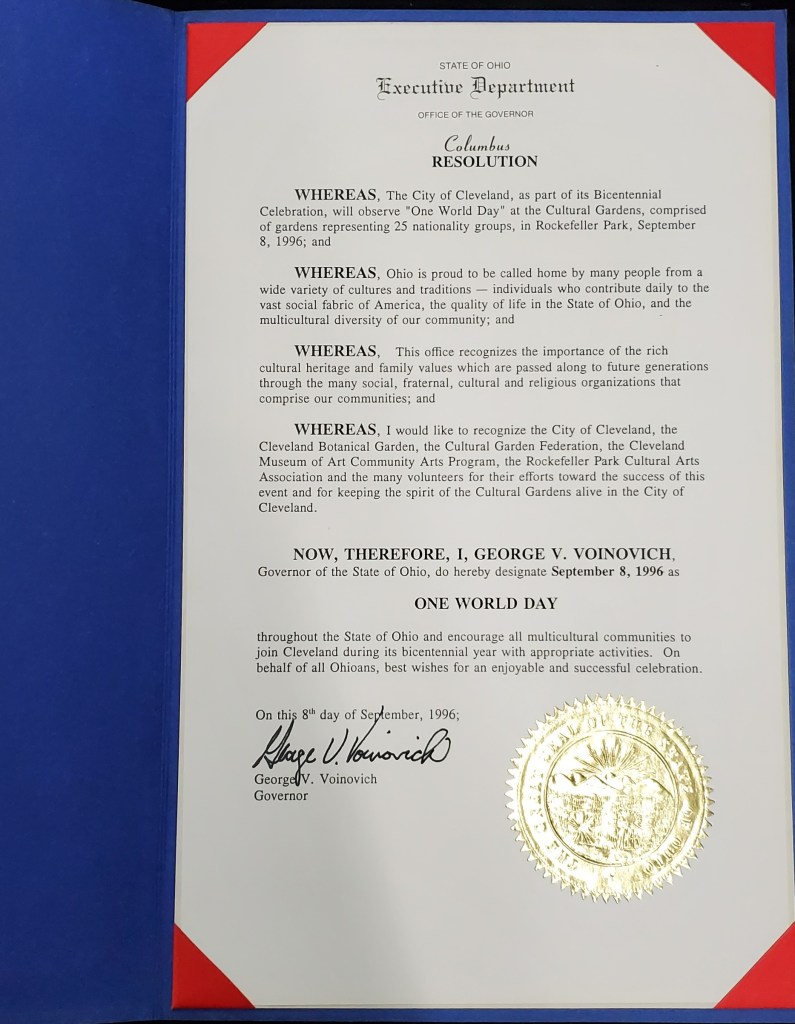 STATE OF OHIO
Executive Department
OFFICE OF THE GOVERNOR
Columbus
RESOLUTION
WHEREAS, The City of Cleveland, as part of its Bicentennial
Celebration, will observe "One World Day" at the Cultural Gardens, comprised
of gardens representing 25 nationality groups, in Rockefeller Park, September
8, 1996; and
WHEREAS, Ohio is proud to be called home by many people from a
wide variety of cultures and traditions — individuals who contribute daily to the
vast social fabric of America, the quality of life in the State of Ohio, and the
multicultural diversity of our community; and
WHEREAS, This office recognizes the importance of the rich
cultural heritage and family values which are passed along to future generations
through the many social, fraternal, cultural and religious organizations that
comprise our communities; and
WHEREAS, I would like to recognize the City of Cleveland, the
Cleveland Botanical Garden, the Cultural Garden Federation, the Cleveland
Museum of Art Community Arts Program, the Rockefeller Park Cultural Arts
Association and the many volunteers for their efforts toward the success of this
event and for keeping the spirit of the Cultural Gardens alive in the City of
Cleveland.
NOW, THEREFORE, I, GEORGE V. VOINOVICH,
Governor of the State of Ohio, do hereby designate September 8, 1996 as
ONE WORLD DAY
throughout the State of Ohio and encourage all multicultural communities to
join Cleveland during its bicentennial year with appropriate activities. On
behalf of all Ohioans, best wishes for an enjoyable and successful celebration.
On this 8th day of September, 1996;
George V. Voinovich
George V. Voinovich
Governor
THE GREAT SEAL OF THE STATE OF OHIO